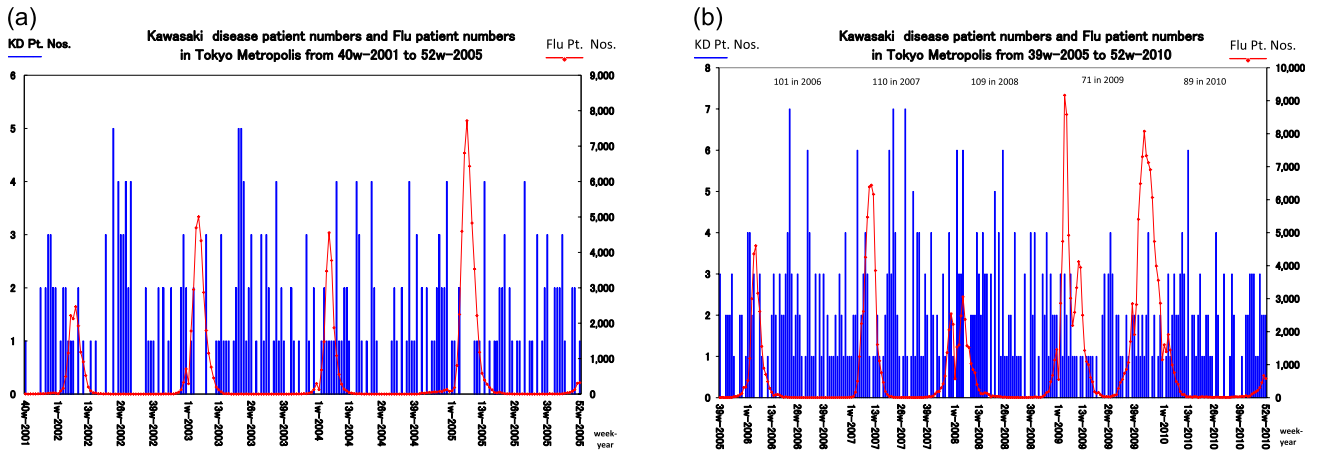 (a)
Kawasaki disease patient numbers and Flu patient numbers
in Tokyo Metropolis from 40w-2001 to 52w-2005
KD Pt. Nos.
Flu Pt. Nos.
6
5
4
3
2
1
0
9,000
8,000
7,000
6,000
5,000
4,000
3,000
2,000
1,000
0
40w-2001
1w-2002
13w-2002
26w-2002
39w-2002
1w-2003
13w-2003
26w-2003
39w-2003
1w-2004
13w-2004
26w-2004
39w-2004
1w-2005
13w-2005
26w-2005
39w-2005
52w-2005
week-
year
(b)
Kawasaki disease patient numbers and Flu patient numbers
in Tokyo Metropolis from 39w-2005 to 52w-2010
KD Pt. Nos.
Flu Pt. Nos.
101 in 2006
110 in 2007
109 in 2008
71 in 2009
89 in 2010
8
7
6
5
4
3
2
1
0
10,000
9,000
8,000
7,000
6,000
5,000
4,000
3,000
2,000
1,000
0
39w-2005
1w-2006
13w-2006
26w-2006
39w-2006
1w-2007
13w-2007
26w-2007
39w-2007
1w-2008
13w-2008
26w-2008
39w-2008
1w-2009
13w-2009
26w-2009
39w-2009
1w-2010
13w-2010
26w-2010
39w-2010
52w-2010
week-
year